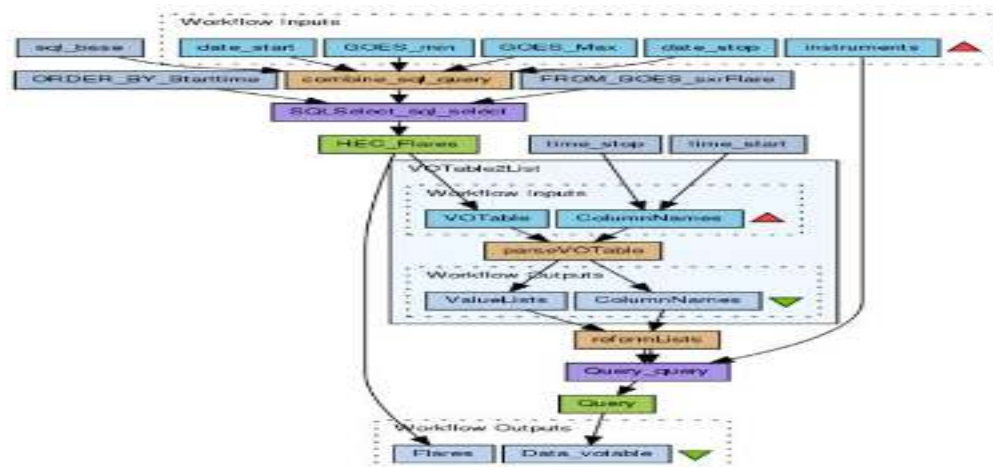 Workflow Inputs
sql_base date_start GOES_min GOES_Max date_stop instruments
ORDER_BY_Starttime combine_sql_query FROM_GOES_sxrFlare
SQLSelect_sql_select
HEC_Flares time_stop time_start
VOTable2List
Workflow Inputs
VOTable ColumnNames
parseVOTable
Workflow Outputs
ValueLists ColumnNames
reformLists
Query_query
Query
Workflow Outputs
Flares Data_votable